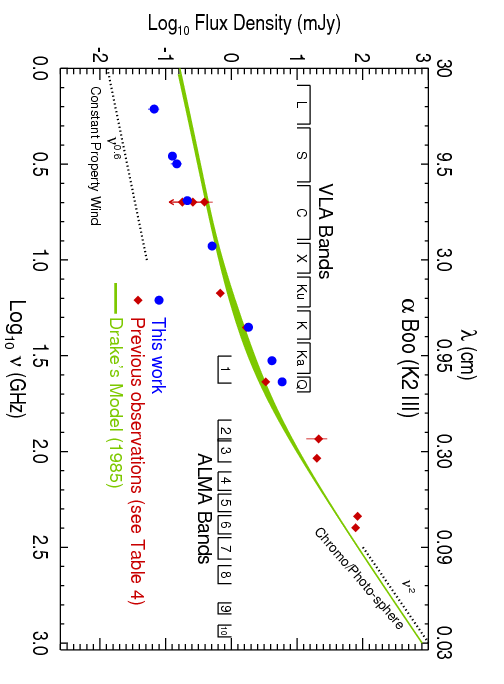 λ (cm)
30 9.5 3.0 0.95 0.30 0.09 0.03
α Boo (K2 III)
VLA Bands
L S C X Ku K Ka Q
1 2 3 4 5 6 7 8 9 10
ALMA Bands
ν²
Chromo/Photo-sphere
ν^0.6
Constant Property Wind
This work
Previous observations (see Table 4)
Drake's Model (1985)
Log₁₀ Flux Density (mJy)
3
2
1
0
-1
-2
0.0 0.5 1.0 1.5 2.0 2.5 3.0
Log₁₀ ν (GHz)